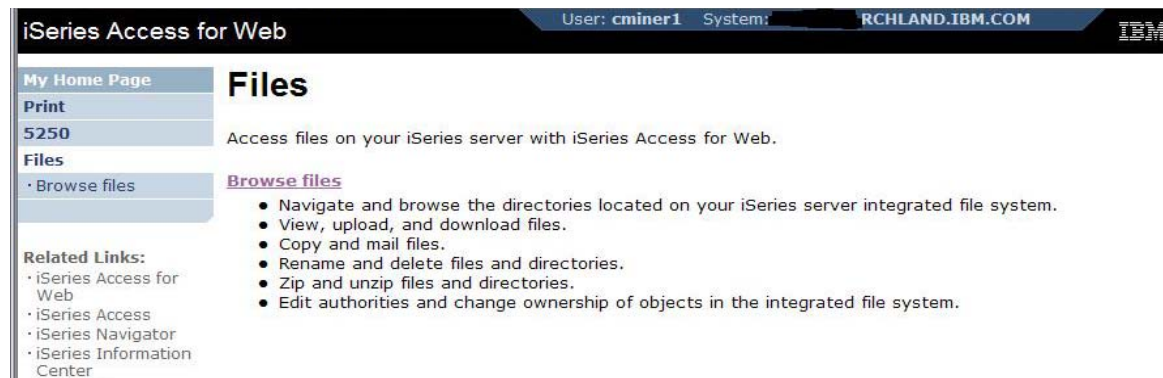 iSeries Access for Web
User: cminer1 System: RCHLAND.IBM.COM
IBM
My Home Page
Print
5250
Files
· Browse files
Related Links:
· iSeries Access for
Web
· iSeries Access
· iSeries Navigator
· iSeries Information
Center
Files
Access files on your iSeries server with iSeries Access for Web.
Browse files
● Navigate and browse the directories located on your iSeries server integrated file system.
● View, upload, and download files.
● Copy and mail files.
● Rename and delete files and directories.
● Zip and unzip files and directories.
● Edit authorities and change ownership of objects in the integrated file system.